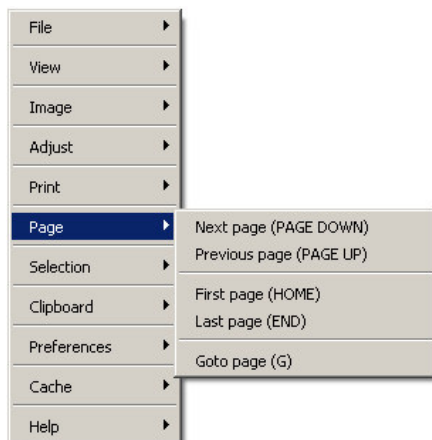 File
View
Image
Adjust
Print
Page
Selection
Clipboard
Preferences
Cache
Help
Next page (PAGE DOWN)
Previous page (PAGE UP)
First page (HOME)
Last page (END)
Goto page (G)